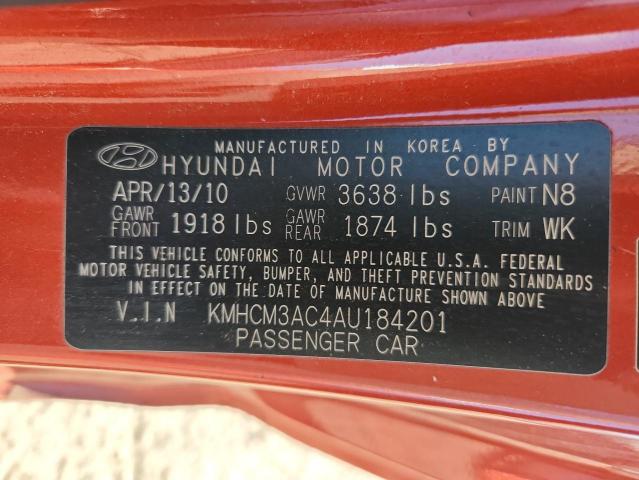 MANUFACTURED IN KOREA BY
HYUNDAI MOTOR COMPANY
APR/13/10 GVWR 3638 lbs PAINT N8
GAWR FRONT 1918 lbs GAWR REAR 1874 lbs TRIM WK
THIS VEHICLE CONFORMS TO ALL APPLICABLE U.S.A. FEDERAL
MOTOR VEHICLE SAFETY, BUMPER, AND THEFT PREVENTION STANDARDS
IN EFFECT ON THE DATE OF MANUFACTURE SHOWN ABOVE
V.I.N KMHCM3AC4AU184201
PASSENGER CAR